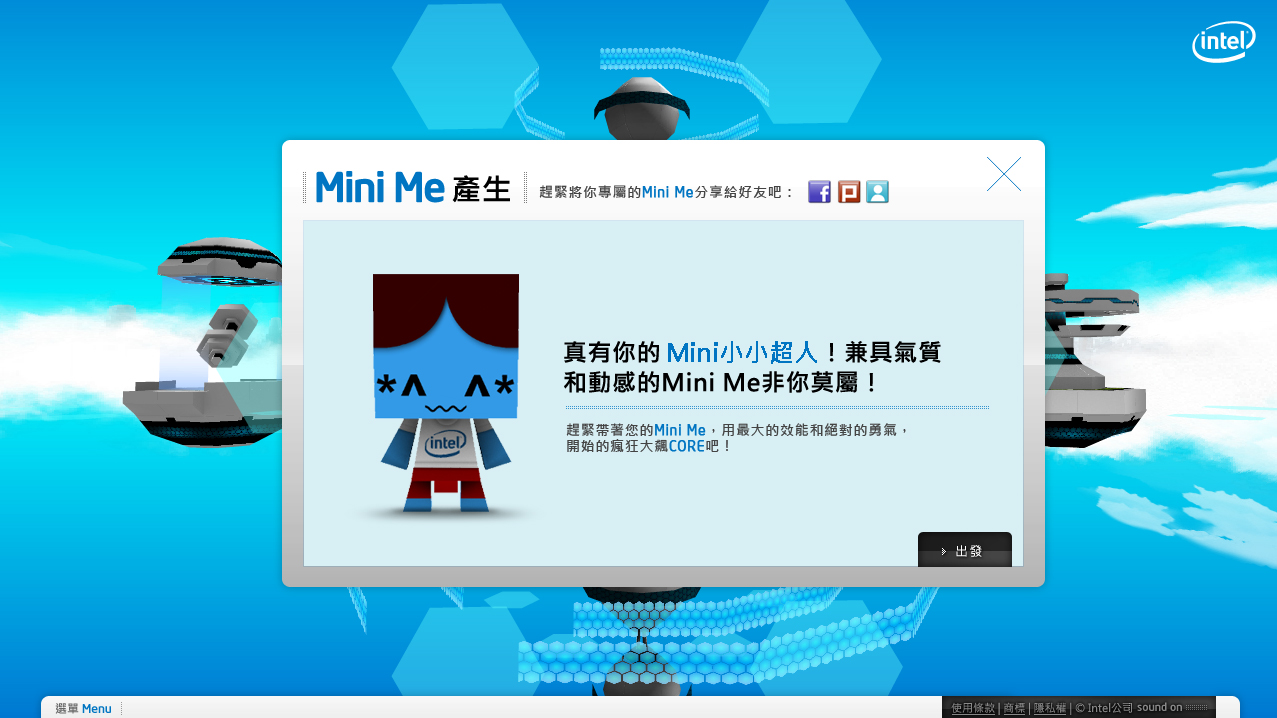 intel
Mini Me 產生
趕緊將你專屬的Mini Me分享給好友吧：
真有你的 Mini小小超人！兼具氣質
和動感的Mini Me非你莫屬！
趕緊帶著您的Mini Me，用最大的效能和絕對的勇氣，
開始的瘋狂大飆CORE吧！
intel
出發
選單 Menu
使用條款 | 商標 | 隱私權 | © Intel公司 sound on